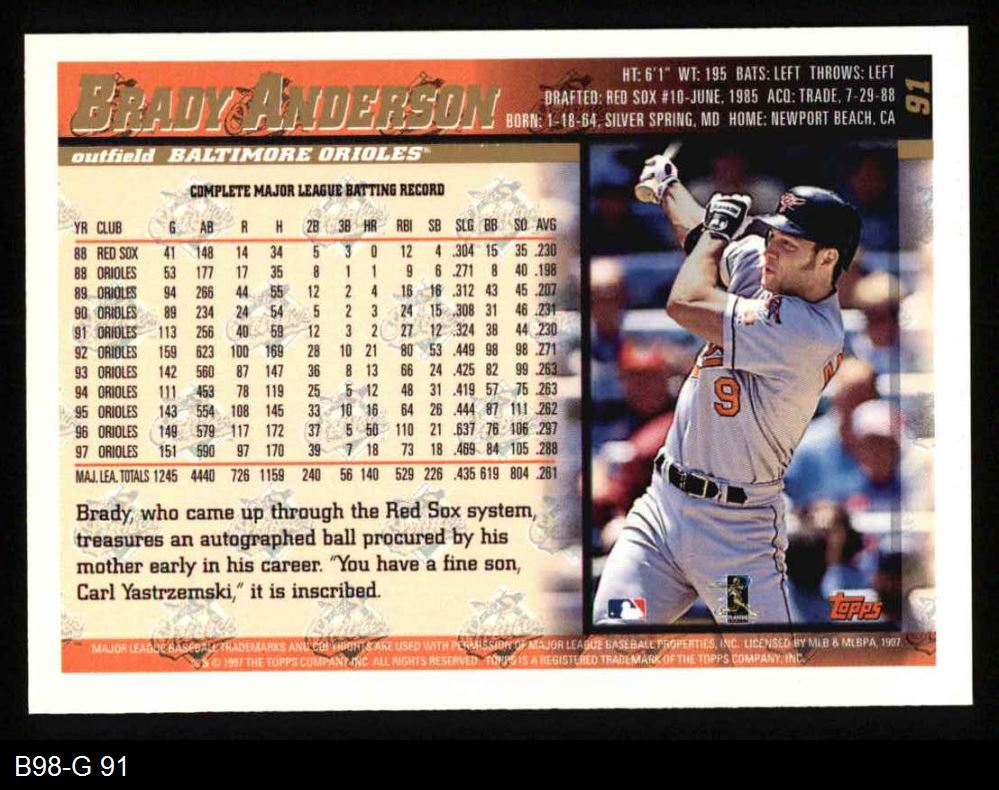 BRADY ANDERSON
HT: 6'1" WT: 195 BATS: LEFT THROWS: LEFT
DRAFTED: RED SOX #10-JUNE, 1985 ACQ: TRADE, 7-29-88
BORN: 1-18-64, SILVER SPRING, MD HOME: NEWPORT BEACH, CA
91
outfield BALTIMORE ORIOLES
COMPLETE MAJOR LEAGUE BATTING RECORD
YR CLUB G AB R H 2B 3B HR RBI SB SLG BB SO AVG
88 RED SOX 41 148 14 34 5 3 0 12 4 .304 15 35 .230
88 ORIOLES 53 177 17 35 8 1 1 9 6 .271 8 40 .198
89 ORIOLES 94 266 44 55 12 2 4 16 16 .312 43 45 .207
90 ORIOLES 89 234 24 54 5 2 3 24 15 .308 31 46 .231
91 ORIOLES 113 256 40 59 12 3 2 27 12 .324 38 44 .230
92 ORIOLES 159 623 100 169 28 10 21 80 53 .449 98 98 .271
93 ORIOLES 142 560 87 147 36 8 13 66 24 .425 82 99 .263
94 ORIOLES 111 453 78 119 25 5 12 48 31 .419 57 75 .263
95 ORIOLES 143 554 108 145 33 10 16 64 26 .444 87 111 .262
96 ORIOLES 149 579 117 172 37 5 50 110 21 .637 76 106 .297
97 ORIOLES 151 590 97 170 39 7 18 73 18 .469 84 105 .288
MAJ. LEA. TOTALS 1245 4440 726 1159 240 56 140 529 226 .435 619 804 .261
Brady, who came up through the Red Sox system,
treasures an autographed ball procured by his
mother early in his career. "You have a fine son,
Carl Yastrzemski," it is inscribed.
9
topps
MAJOR LEAGUE BASEBALL TRADEMARKS AND COPYRIGHTS ARE USED WITH PERMISSION OF MAJOR LEAGUE BASEBALL PROPERTIES, INC. LICENSED BY MLB & MLBPA, 1997
® & © 1997 THE TOPPS COMPANY, INC. ALL RIGHTS RESERVED. TOPPS IS A REGISTERED TRADEMARK OF THE TOPPS COMPANY, INC.
B98-G 91